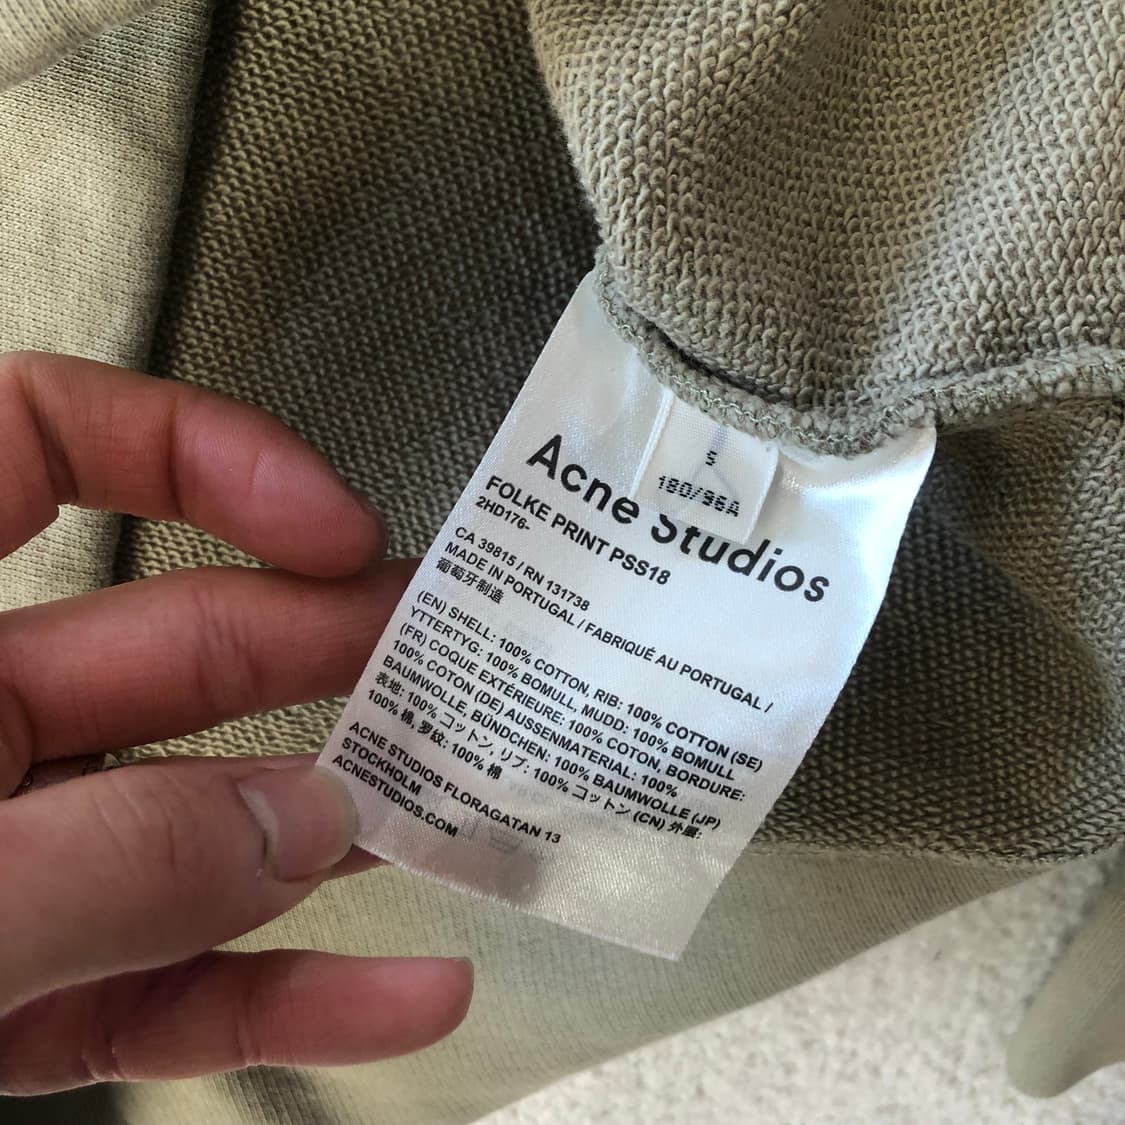 S
180/96A
Acne Studios
FOLKE PRINT PSS18
2HD176-
CA 39815 / RN 131738
MADE IN PORTUGAL / FABRIQUÉ AU PORTUGAL /
葡萄牙制造
(EN) SHELL: 100% COTTON, RIB: 100% COTTON (SE)
YTTERTYG: 100% BOMULL, MUDD: 100% BOMULL
(FR) COQUE EXTÉRIEURE: 100% COTON, BORDURE:
100% COTON (DE) AUSSENMATERIAL: 100%
BAUMWOLLE, BÜNDCHEN: 100% BAUMWOLLE (JP)
表地: 100% コットン, リブ: 100% コットン (CN) 外层:
100% 棉, 罗纹: 100% 棉
ACNE STUDIOS FLORAGATAN 13
STOCKHOLM
ACNESTUDIOS.COM